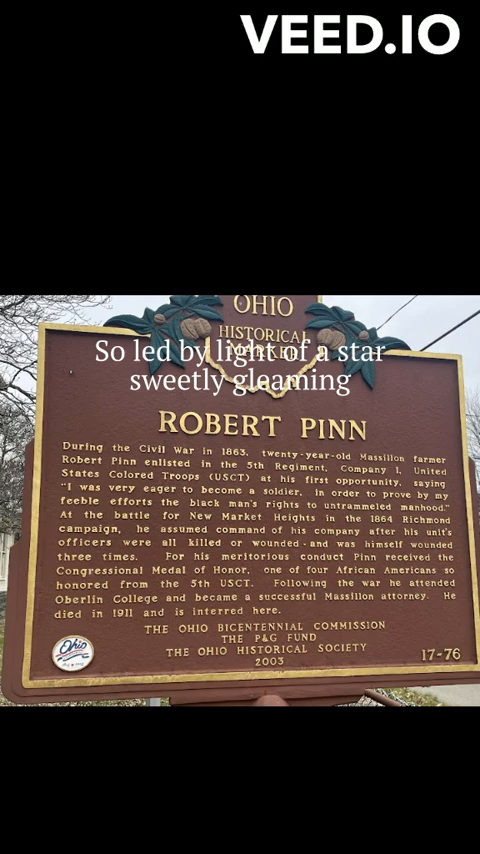 VEED.IO
OHIO
HISTORICAL
MARKER
So led by light of a star
sweetly gleaming
ROBERT PINN
During the Civil War in 1863, twenty-year-old Massillon farmer
Robert Pinn enlisted in the 5th Regiment, Company I, United
States Colored Troops (USCT) at his first opportunity, saying
"I was very eager to become a soldier, in order to prove by my
feeble efforts the black man's rights to untrammeled manhood."
At the battle for New Market Heights in the 1864 Richmond
campaign, he assumed command of his company after his unit's
officers were all killed or wounded - and was himself wounded
three times. For his meritorious conduct Pinn received the
Congressional Medal of Honor, one of four African Americans so
honored from the 5th USCT. Following the war he attended
Oberlin College and became a successful Massillon attorney. He
died in 1911 and is interred here.
THE OHIO BICENTENNIAL COMMISSION
THE P&G FUND
THE OHIO HISTORICAL SOCIETY
2003
17-76
Ohio